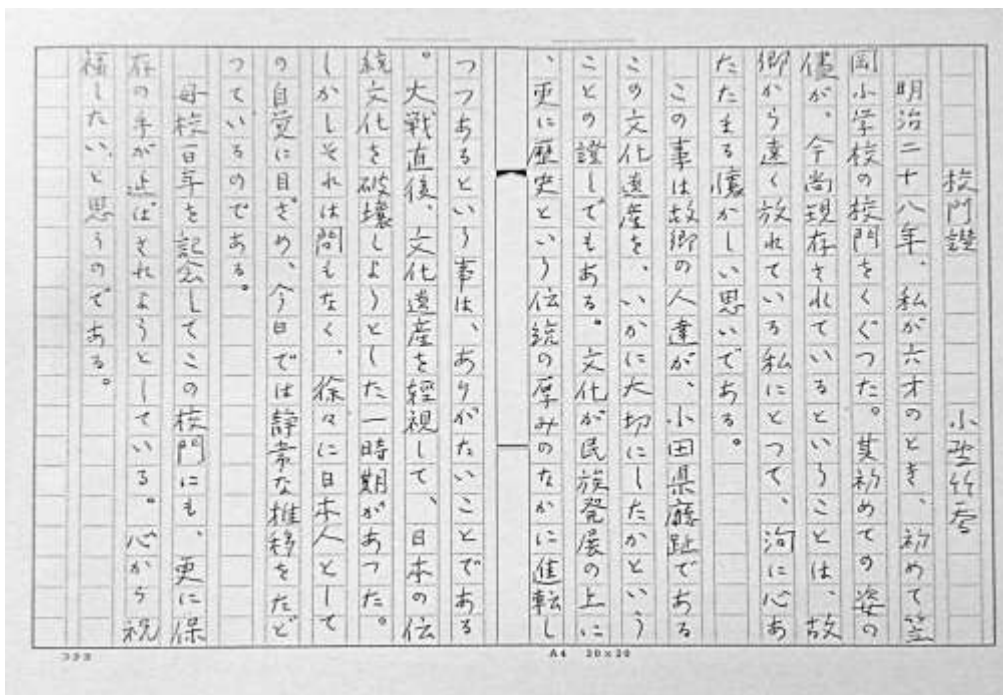 校門讃　小野竹喬
明治二十八年、私が六才のとき、初めて笠
岡小学校の校門をくぐつた。其初めての姿の
儘が、今尚現存されているということは、故
郷から遠く放れている私にとつて、洵に心あ
たたまる懐かしい思いである。
この事は故郷の人達が、小田県廳趾である
この文化遺産を、いかに大切にしたかという
ことの證しでもある。文化が民族発展の上に
、更に歴史という伝統の厚みのなかに進転し
つつあるという事は、ありがたいことである
。大戦直後、文化遺産を軽視して、日本の伝
統文化を破壊しようとした一時期があつた。
しかしそれは間もなく、徐々に日本人として
の自覚に目ざめ、今日では静常な推移をたど
つているのである。
母校百年を記念してこの校門にも、更に保
存の手が延ばされようとしている。心から祝
福したい、と思うのである。
コクヨ
A4 20×20